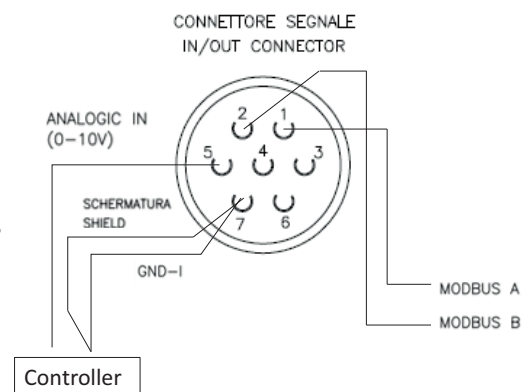 CONNETTORE SEGNALE
IN/OUT CONNECTOR
ANALOGIC IN
(0-10V)
2
1
5
4
3
SCHERMATURA
SHIELD
7
6
GND-I
MODBUS A
MODBUS B
Controller